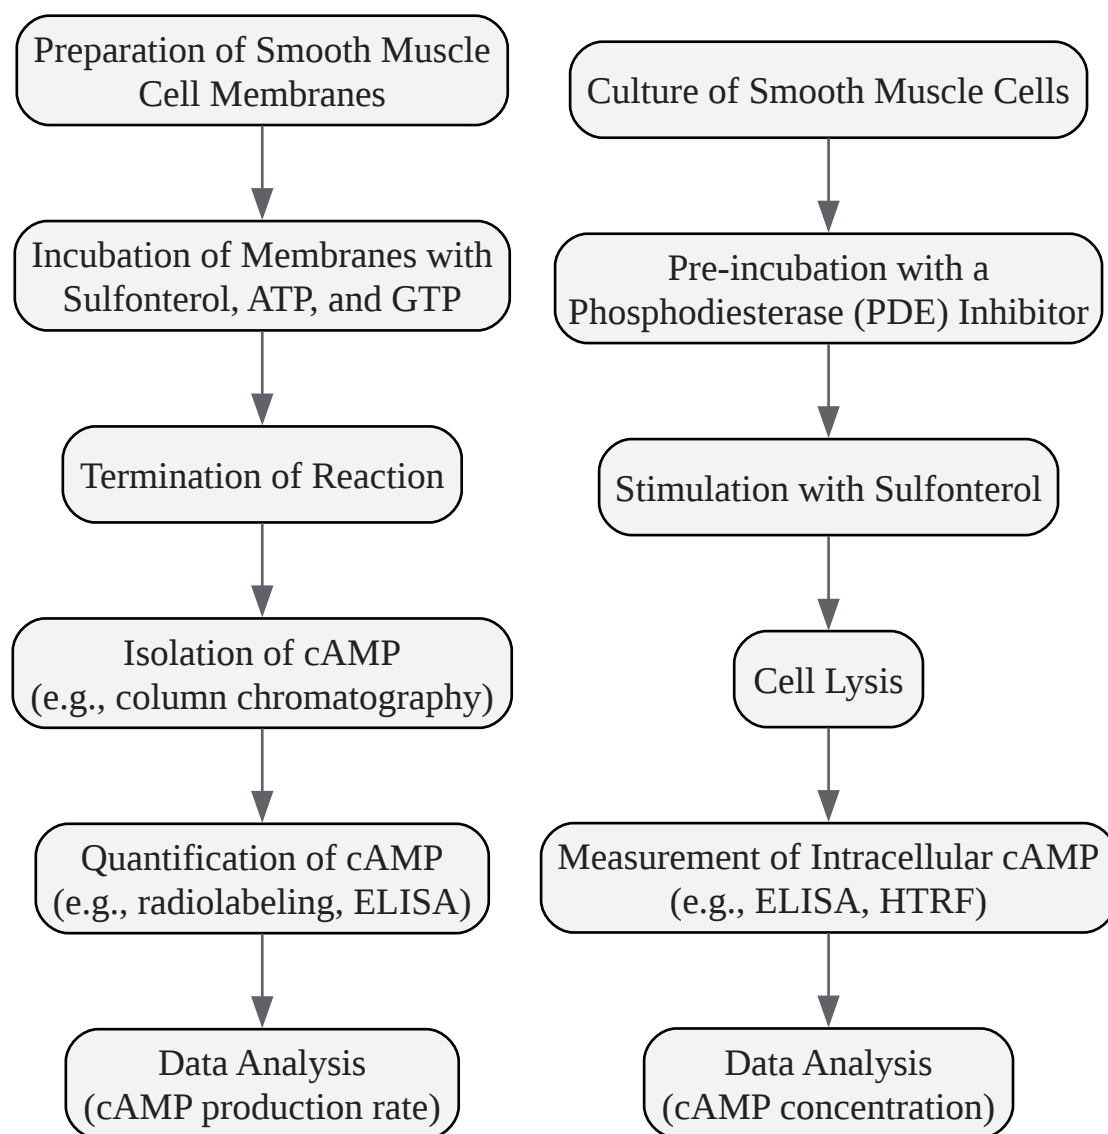 Preparation of Smooth Muscle
Cell Membranes
Incubation of Membranes with
Sulfonterol, ATP, and GTP
Termination of Reaction
Isolation of cAMP
(e.g., column chromatography)
Quantification of cAMP
(e.g., radiolabeling, ELISA)
Data Analysis
(cAMP production rate)
Culture of Smooth Muscle Cells
Pre-incubation with a
Phosphodiesterase (PDE) Inhibitor
Stimulation with Sulfonterol
Cell Lysis
Measurement of Intracellular cAMP
(e.g., ELISA, HTRF)
Data Analysis
(cAMP concentration)